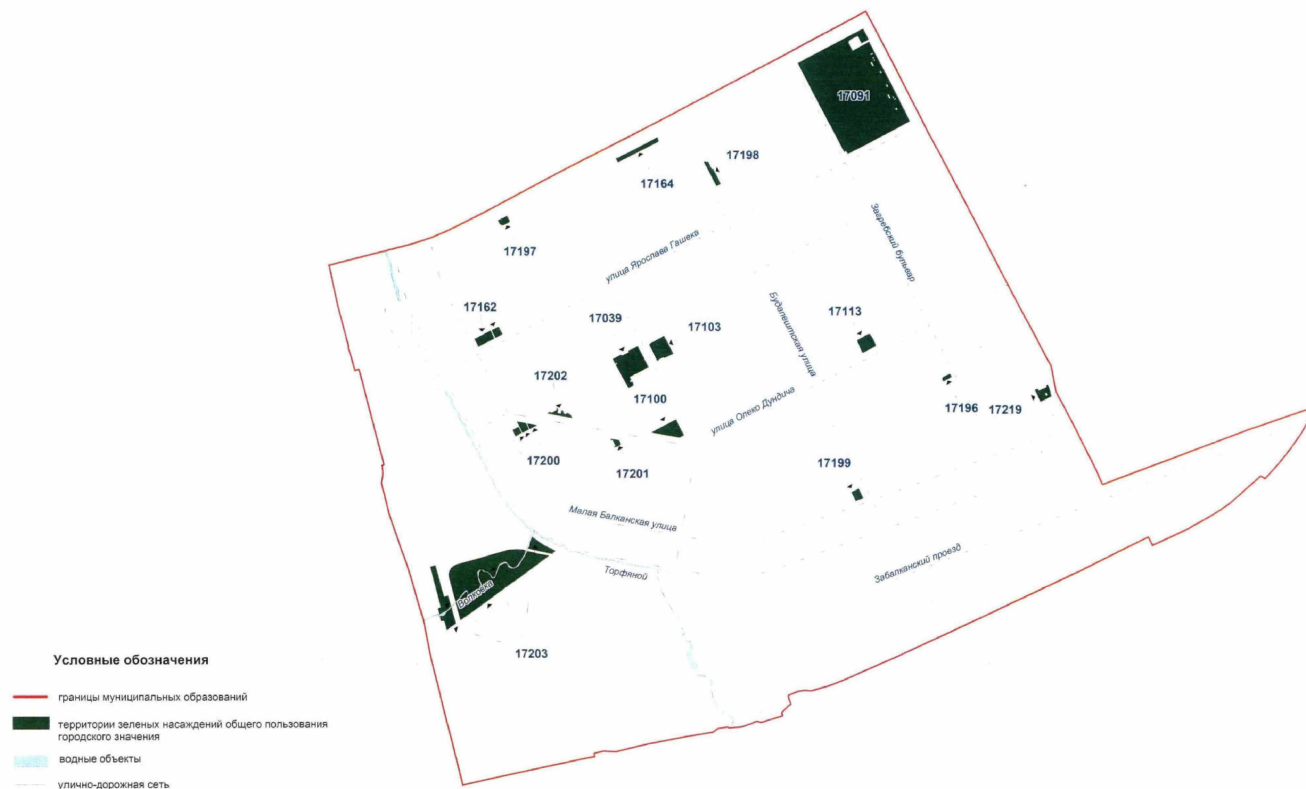 17091
17198
17164
Загребский бульвар
17197
улица Ярослава Гашека
17162
17039
17103
Будапештская улица
17113
17202
17100
улица Олеко Дундича
17196
17219
17200
17201
17199
Малая Балканская улица
Торфяной
Забалканский проезд
Волковка
17203
Условные обозначения
границы муниципальных образований
территории зеленых насаждений общего пользования
городского значения
водные объекты
улично-дорожная сеть